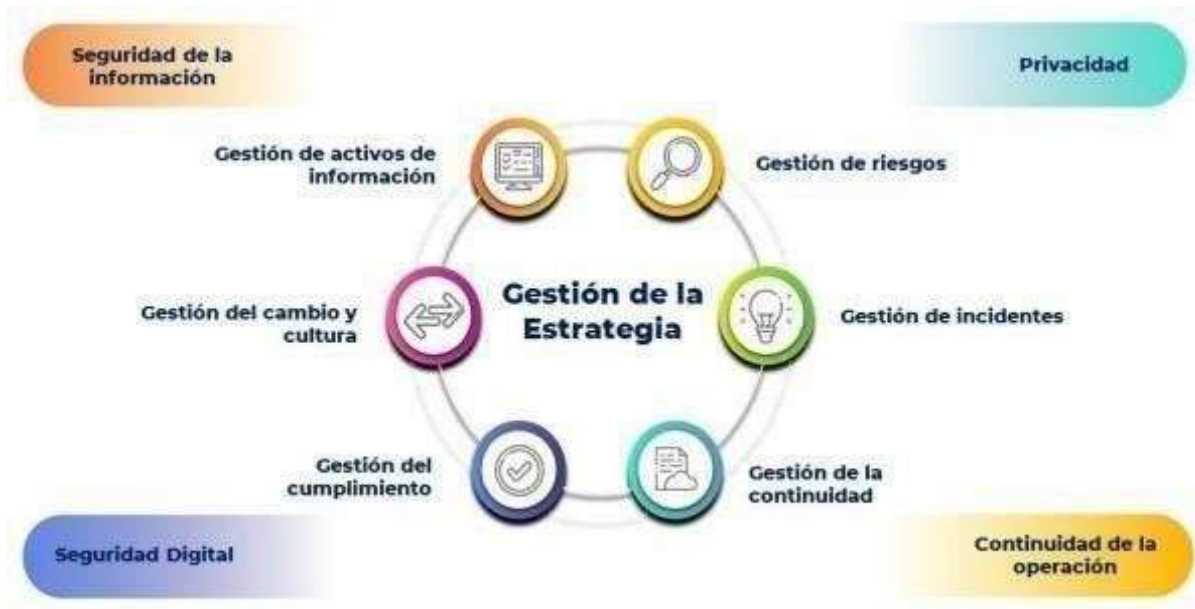 Seguridad de la
información
Privacidad
Gestión de activos de
información
Gestión de riesgos
Gestión del cambio y
cultura
Gestión de la
Estrategia
Gestión de incidentes
Gestión del
cumplimiento
Gestión de la
continuidad
Seguridad Digital
Continuidad de la
operación